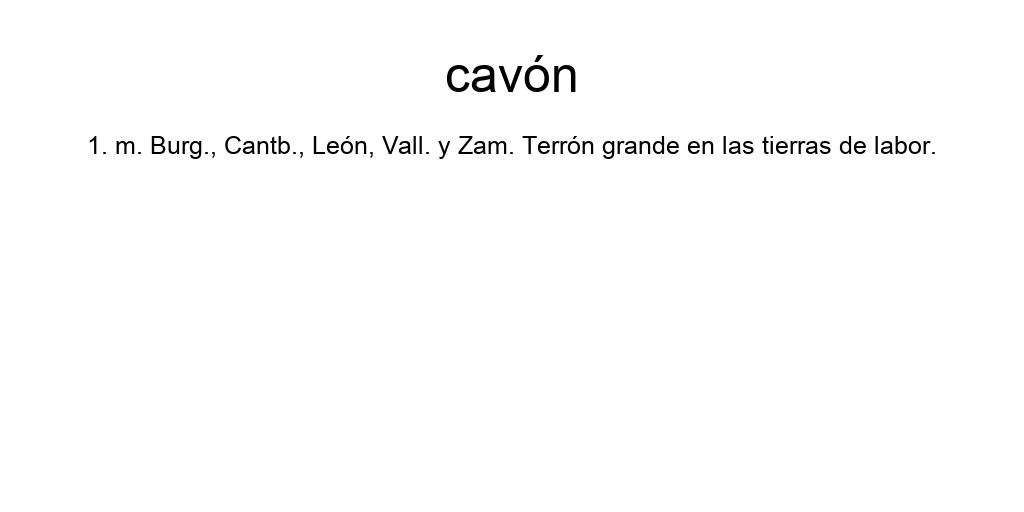 cavón
1. m. Burg., Cantb., León, Vall. y Zam. Terrón grande en las tierras de labor.